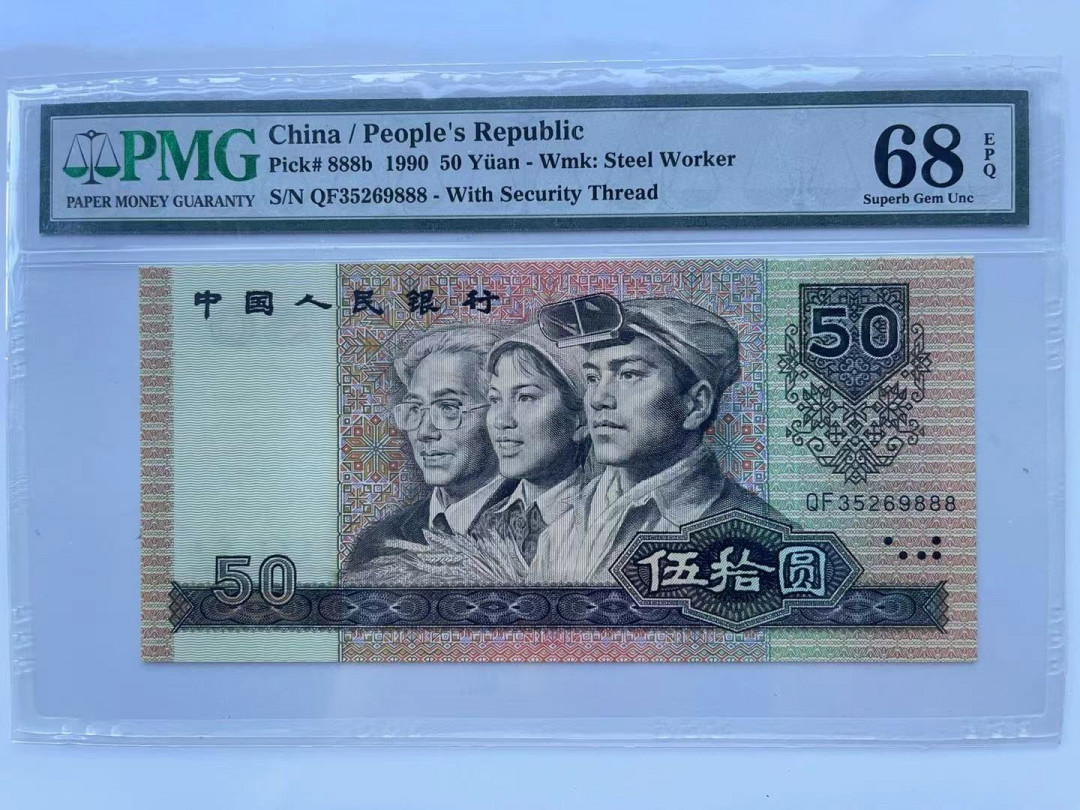 PMG
PAPER MONEY GUARANTY
China / People's Republic
Pick# 888b 1990 50 Yüan - Wmk: Steel Worker
S/N QF35269888 - With Security Thread
68
EPQ
Superb Gem Unc
中国人民银行
50
QF35269888
50
伍拾圆